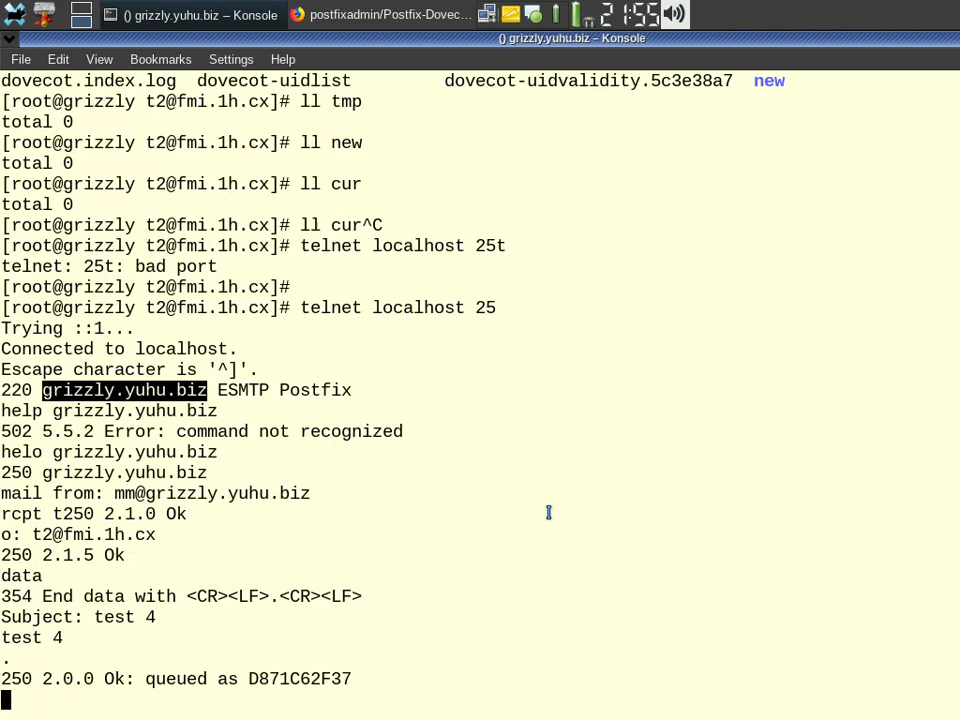 () grizzly.yuhu.biz – Konsole
postfixadmin/Postfix-Dovec...
21:55
() grizzly.yuhu.biz – Konsole
File Edit View Bookmarks Settings Help
dovecot.index.log  dovecot-uidlist         dovecot-uidvalidity.5c3e38a7  new
[root@grizzly t2@fmi.1h.cx]# ll tmp
total 0
[root@grizzly t2@fmi.1h.cx]# ll new
total 0
[root@grizzly t2@fmi.1h.cx]# ll cur
total 0
[root@grizzly t2@fmi.1h.cx]# ll cur^C
[root@grizzly t2@fmi.1h.cx]# telnet localhost 25t
telnet: 25t: bad port
[root@grizzly t2@fmi.1h.cx]#
[root@grizzly t2@fmi.1h.cx]# telnet localhost 25
Trying ::1...
Connected to localhost.
Escape character is '^]'.
220 grizzly.yuhu.biz ESMTP Postfix
help grizzly.yuhu.biz
502 5.5.2 Error: command not recognized
helo grizzly.yuhu.biz
250 grizzly.yuhu.biz
mail from: mm@grizzly.yuhu.biz
rcpt t250 2.1.0 Ok
o: t2@fmi.1h.cx
250 2.1.5 Ok
data
354 End data with <CR><LF>.<CR><LF>
Subject: test 4
test 4
.
250 2.0.0 Ok: queued as D871C62F37